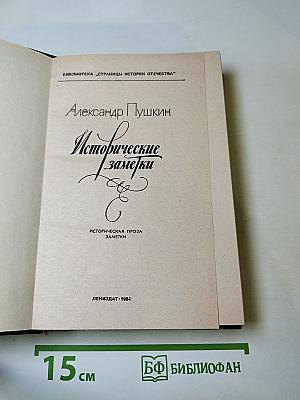 БИБЛИОТЕКА "СТРАНИЦЫ ИСТОРИИ ОТЕЧЕСТВА"
Александр Пушкин
Исторические
заметки
ИСТОРИЧЕСКАЯ ПРОЗА
ЗАМЕТКИ
ЛЕНИЗДАТ·1984
15 см
БФ БИБЛИОФАН